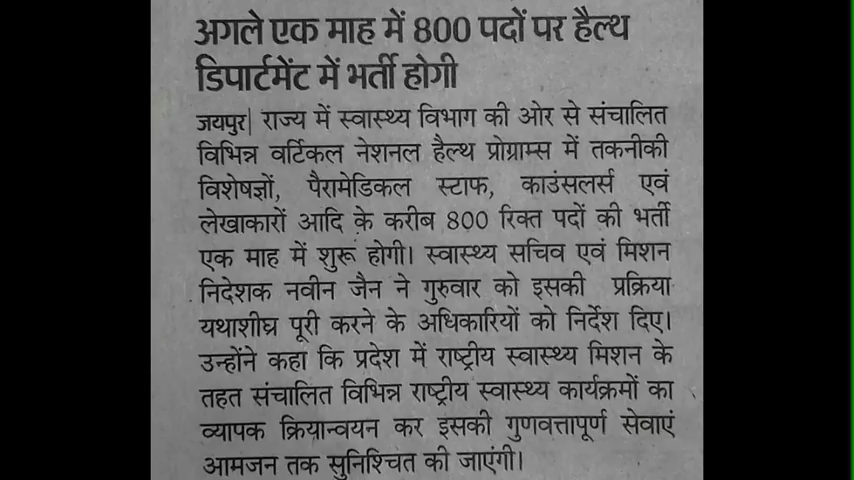 अगले एक माह में 800 पदों पर हैल्थ
डिपार्टमेंट में भर्ती होगी
जयपुर| राज्य में स्वास्थ्य विभाग की ओर से संचालित
विभिन्न वर्टिकल नेशनल हैल्थ प्रोग्राम्स में तकनीकी
विशेषज्ञों, पैरामेडिकल स्टाफ, काउंसलर्स एवं
लेखाकारों आदि के करीब 800 रिक्त पदों की भर्ती
एक माह में शुरू होगी। स्वास्थ्य सचिव एवं मिशन
निदेशक नवीन जैन ने गुरुवार को इसकी प्रक्रिया
यथाशीघ्र पूरी करने के अधिकारियों को निर्देश दिए।
उन्होंने कहा कि प्रदेश में राष्ट्रीय स्वास्थ्य मिशन के
तहत संचालित विभिन्न राष्ट्रीय स्वास्थ्य कार्यक्रमों का
व्यापक क्रियान्वयन कर इसकी गुणवत्तापूर्ण सेवाएं
आमजन तक सुनिश्चित की जाएंगी।